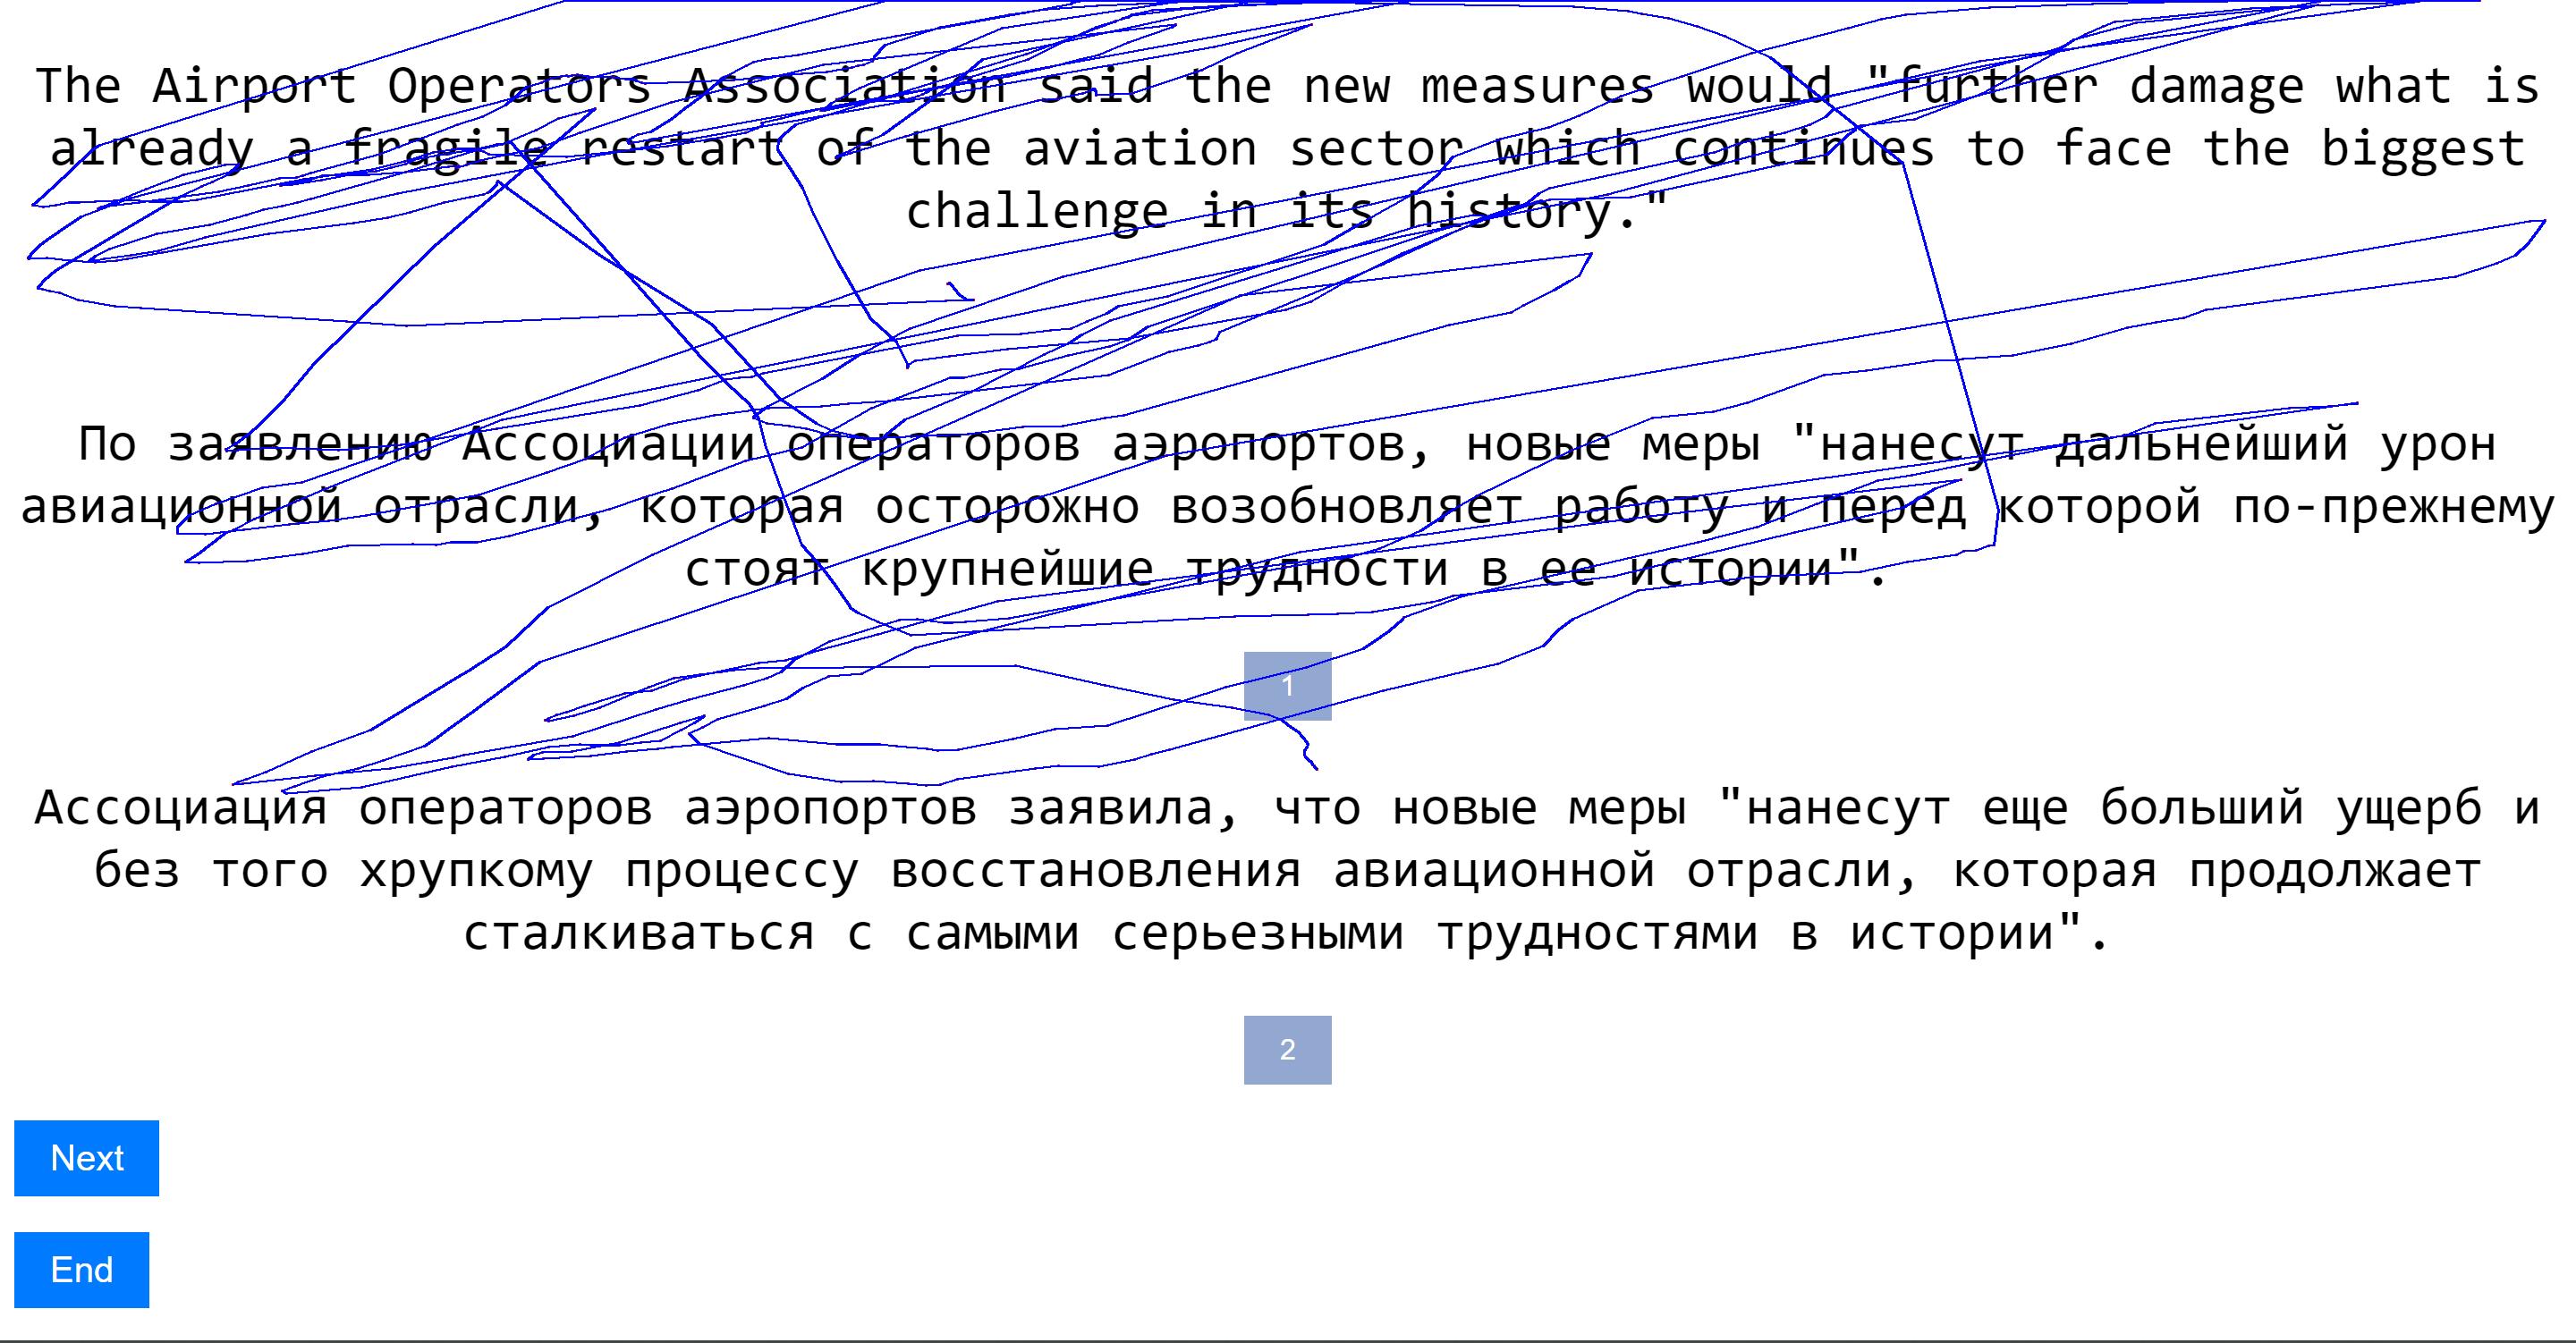 The Airport Operators Association said the new measures would "further damage what is
already a fragile restart of the aviation sector which continues to face the biggest
challenge in its history."
По заявлению Ассоциации операторов аэропортов, новые меры "нанесут дальнейший урон
авиационной отрасли, которая осторожно возобновляет работу и перед которой по-прежнему
стоят крупнейшие трудности в ее истории".
1
Ассоциация операторов аэропортов заявила, что новые меры "нанесут еще больший ущерб и
без того хрупкому процессу восстановления авиационной отрасли, которая продолжает
сталкиваться с самыми серьезными трудностями в истории".
2
Next
End